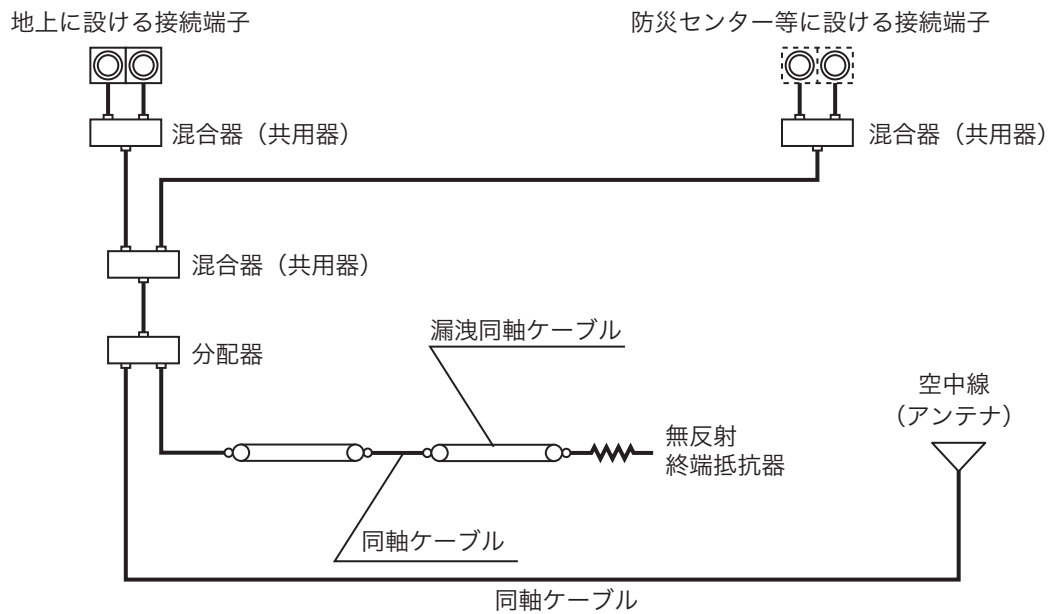 地上に設ける接続端子
防災センター等に設ける接続端子
混合器（共用器）
混合器（共用器）
混合器（共用器）
漏洩同軸ケーブル
分配器
空中線
（アンテナ）
無反射
終端抵抗器
同軸ケーブル
同軸ケーブル